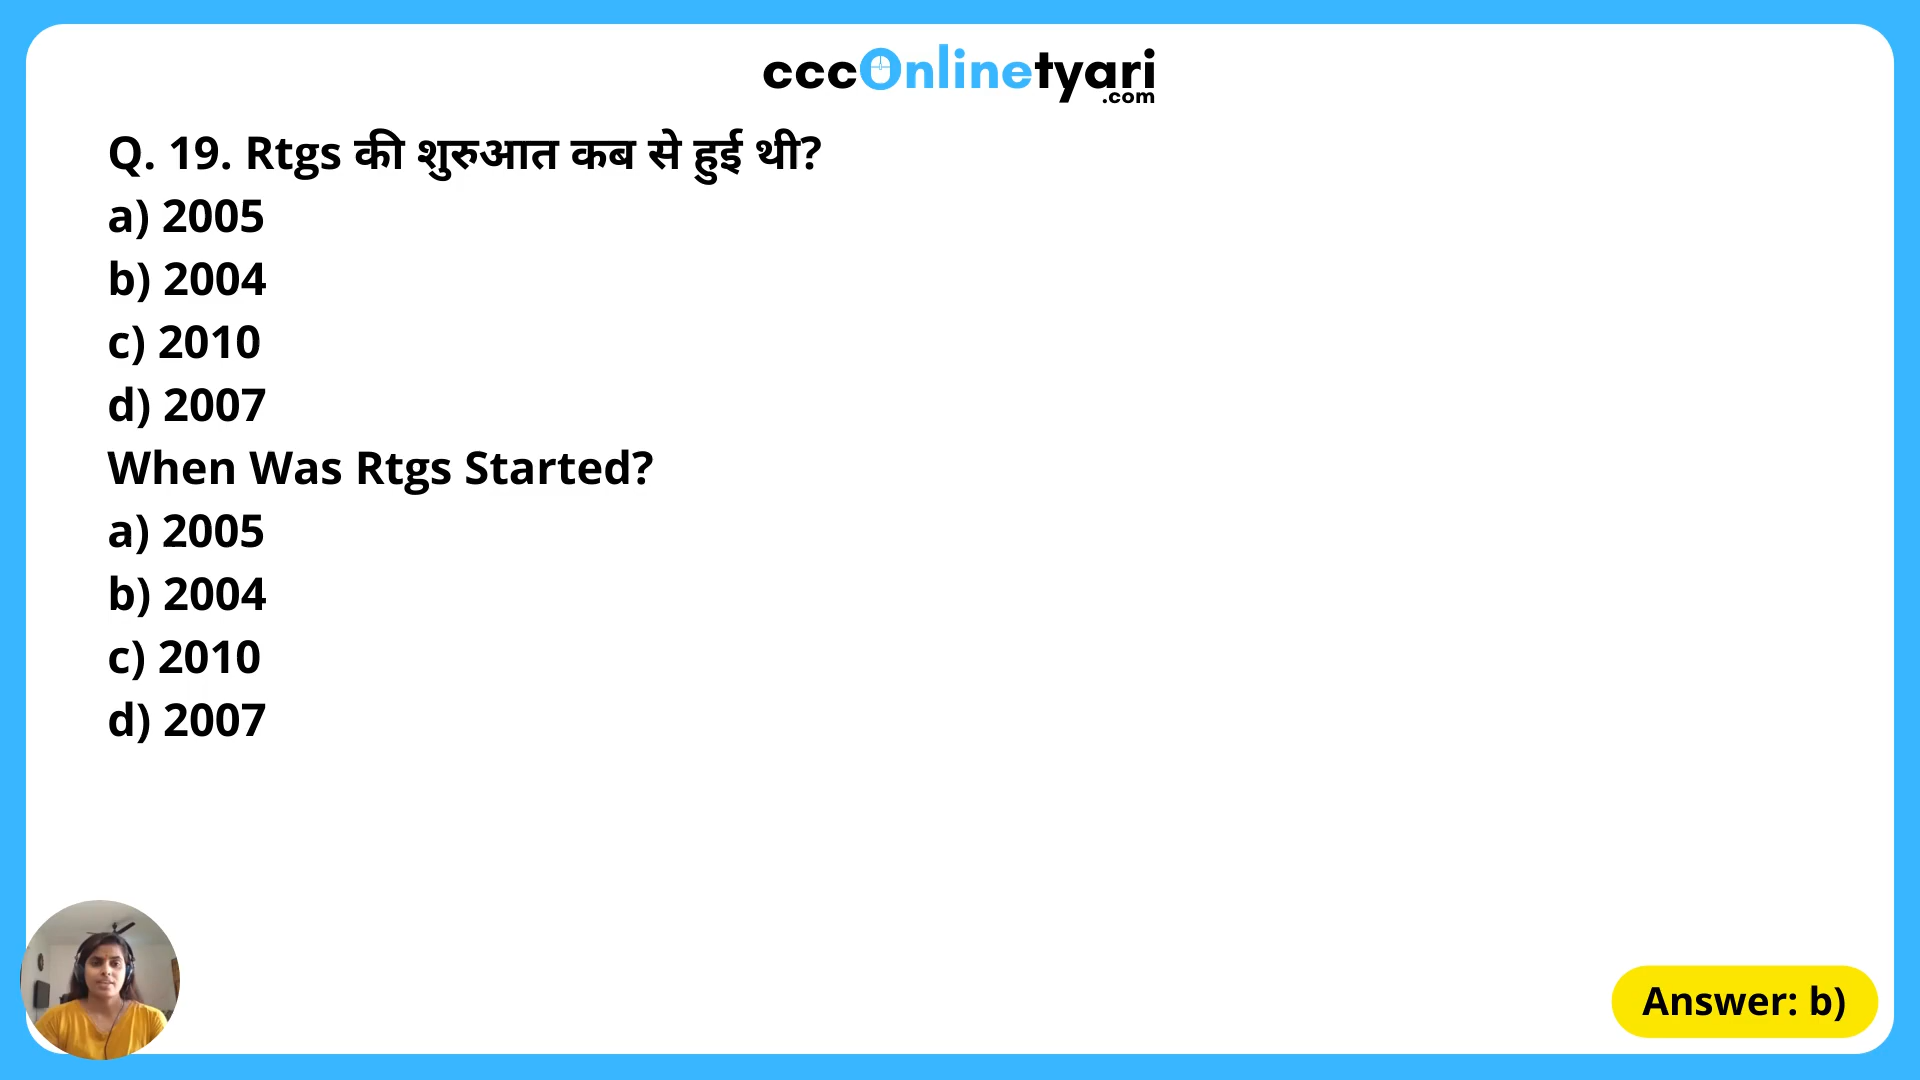 cccOnlinetyari
.com
Q. 19. Rtgs की शुरुआत कब से हुई थी?
a) 2005
b) 2004
c) 2010
d) 2007
When Was Rtgs Started?
a) 2005
b) 2004
c) 2010
d) 2007
Answer: b)